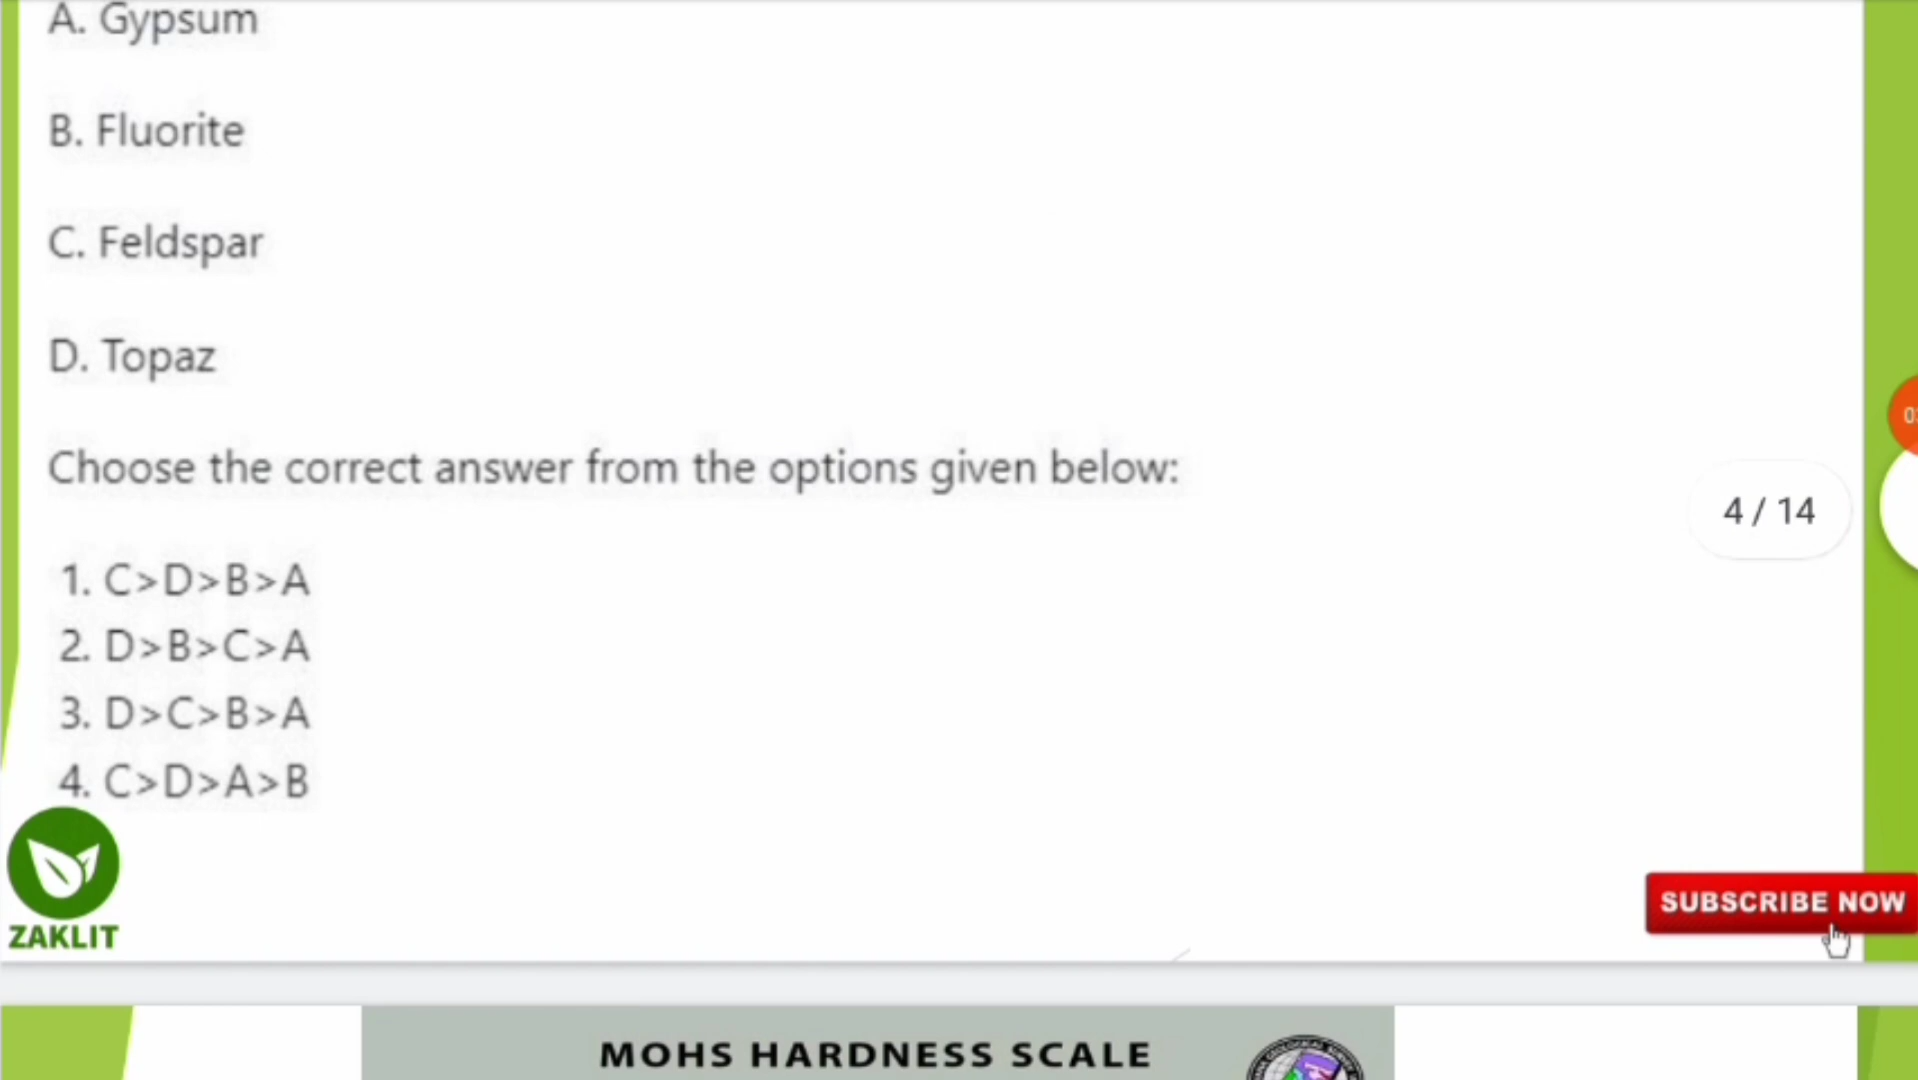 A. Gypsum
B. Fluorite
C. Feldspar
D. Topaz
Choose the correct answer from the options given below:
4 / 14
1. C>D>B>A
2. D>B>C>A
3. D>C>B>A
4. C>D>A>B
ZAKLIT
SUBSCRIBE NOW
MOHS HARDNESS SCALE